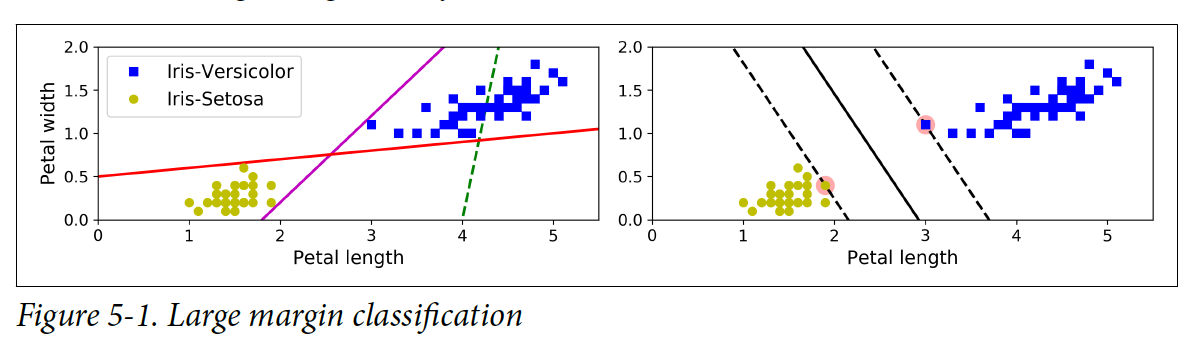 2.0
1.5
1.0
0.5
0.0
Petal width
Iris-Versicolor
Iris-Setosa
0 1 2 3 4 5
Petal length
2.0
1.5
1.0
0.5
0.0
0 1 2 3 4 5
Petal length
Figure 5-1. Large margin classification